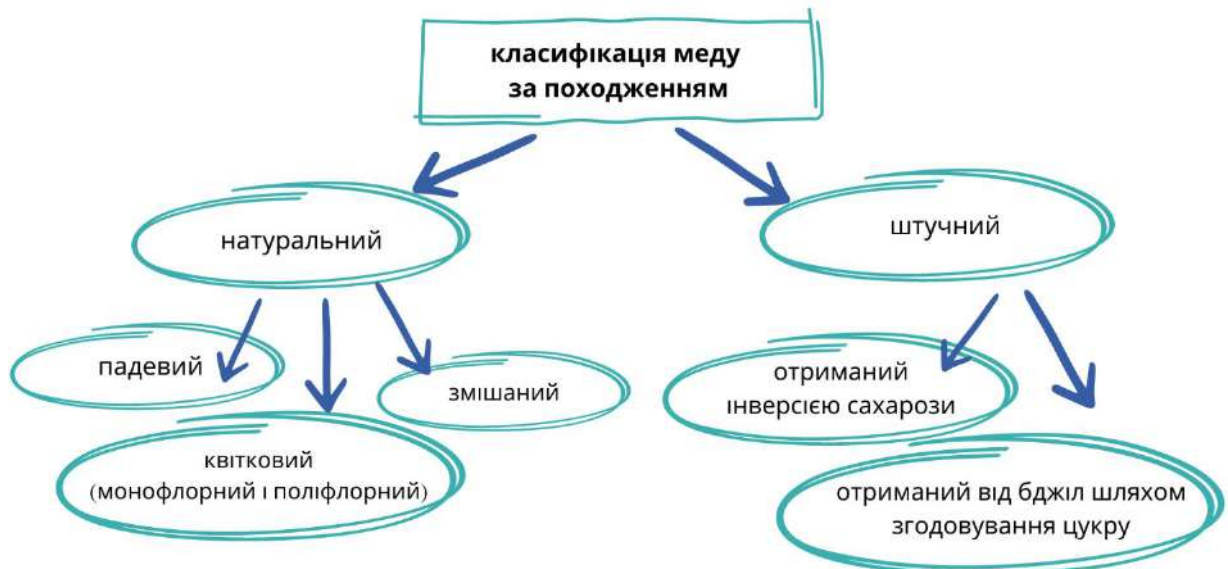 класифікація меду
за походженням
натуральний
штучний
падевий
змішаний
квітковий
(монофлорний і поліфлорний)
отриманий
інверсією сахарози
отриманий від бджіл шляхом
згодовування цукру